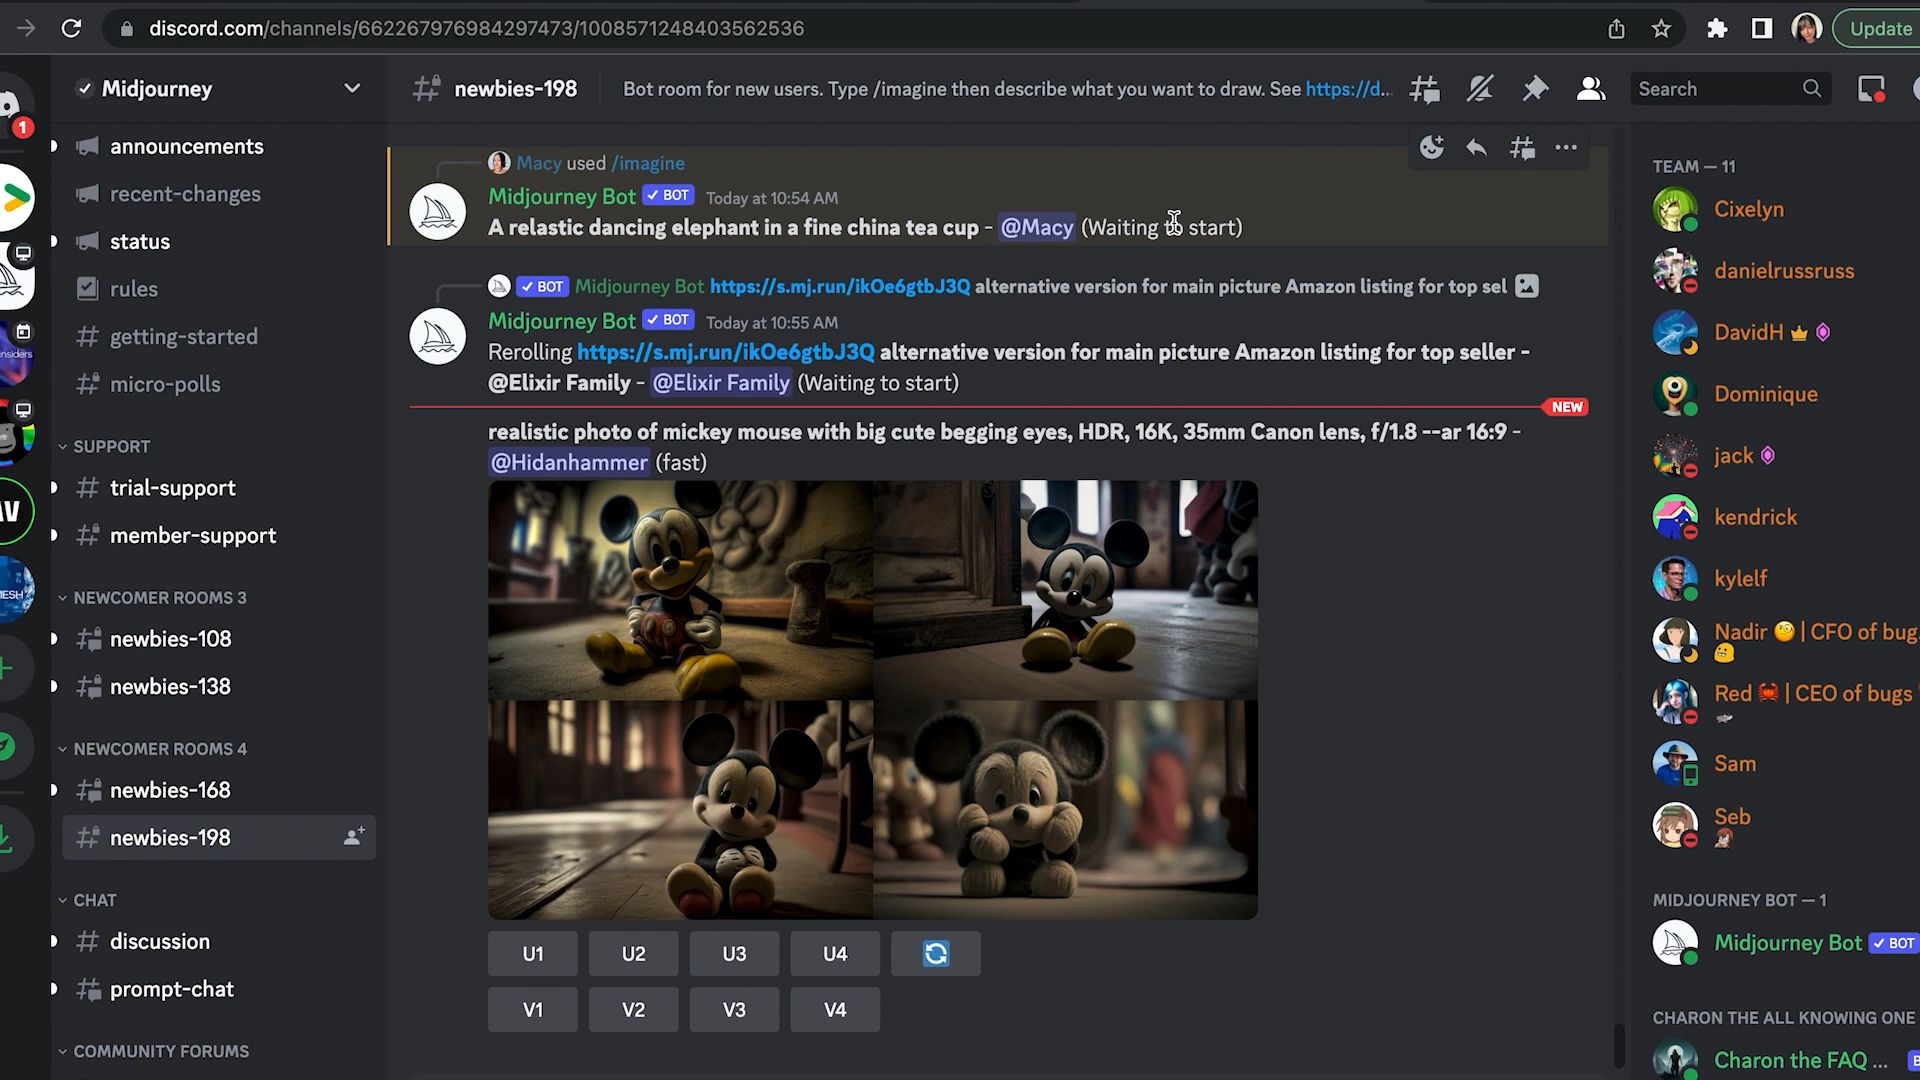 discord.com/channels/662267976984297473/1008571248403562536
Update
1
Midjourney
announcements
recent-changes
status
rules
getting-started
micro-polls
SUPPORT
trial-support
member-support
NEWCOMER ROOMS 3
newbies-108
newbies-138
NEWCOMER ROOMS 4
newbies-168
newbies-198
CHAT
discussion
prompt-chat
COMMUNITY FORUMS
newbies-198
Bot room for new users. Type /imagine then describe what you want to draw. See https://d...
Search
Macy used /imagine
Midjourney Bot BOT Today at 10:54 AM
A relastic dancing elephant in a fine china tea cup - @Macy (Waiting to start)
BOT Midjourney Bot https://s.mj.run/ikOe6gtbJ3Q alternative version for main picture Amazon listing for top sel
Midjourney Bot BOT Today at 10:55 AM
Rerolling https://s.mj.run/ikOe6gtbJ3Q alternative version for main picture Amazon listing for top seller -
@Elixir Family - @Elixir Family (Waiting to start)
NEW
realistic photo of mickey mouse with big cute begging eyes, HDR, 16K, 35mm Canon lens, f/1.8 --ar 16:9 -
@Hidanhammer (fast)
U1 U2 U3 U4
V1 V2 V3 V4
TEAM — 11
Cixelyn
danielrussruss
DavidH
Dominique
jack
kendrick
kylelf
Nadir 🧐 | CFO of bug.
Red 🦀 | CEO of bugs
Sam
Seb
MIDJOURNEY BOT — 1
Midjourney Bot BOT
CHARON THE ALL KNOWING ONE
Charon the FAQ ...